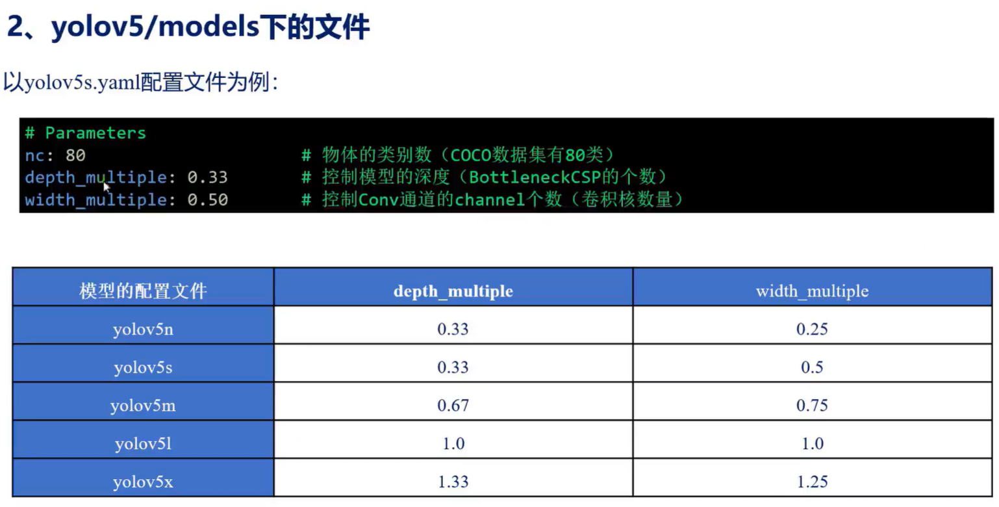 2、yolov5/models下的文件
以yolov5s.yaml配置文件为例：
# Parameters
nc: 80 # 物体的类别数（COCO数据集有80类）
depth_multiple: 0.33 # 控制模型的深度（BottleneckCSP的个数）
width_multiple: 0.50 # 控制Conv通道的channel个数（卷积核数量）
模型的配置文件 depth_multiple width_multiple
yolov5n 0.33 0.25
yolov5s 0.33 0.5
yolov5m 0.67 0.75
yolov5l 1.0 1.0
yolov5x 1.33 1.25